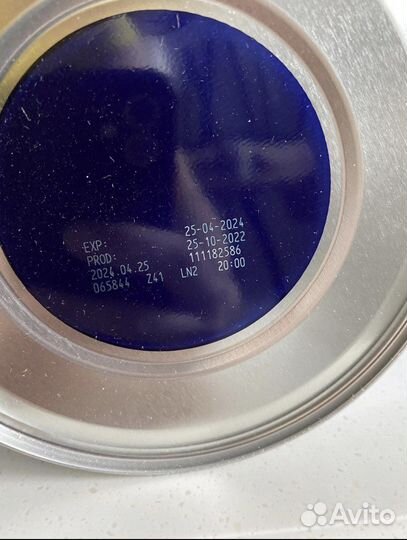 EXP: 25-04-2024
PROD: 25-10-2022
2024.04.25 111182586
065844 Z41 LN2 20:00
Avito